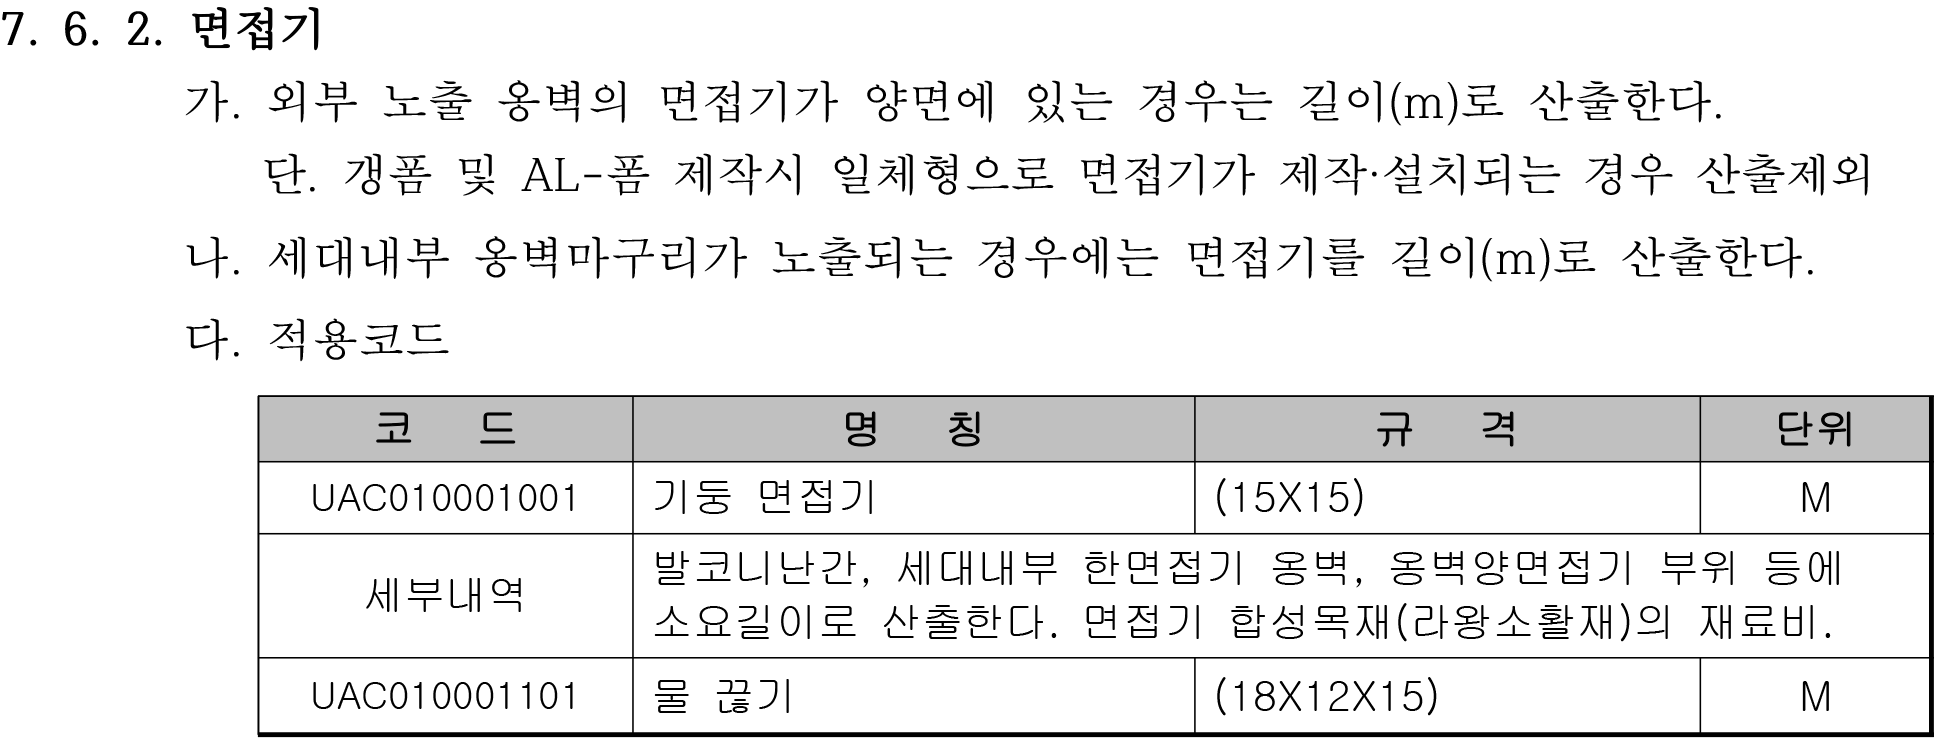 7. 6. 2. 면접기
가. 외부 노출 옹벽의 면접기가 양면에 있는 경우는 길이(m)로 산출한다.
단. 갱폼 및 AL-폼 제작시 일체형으로 면접기가 제작·설치되는 경우 산출제외
나. 세대내부 옹벽마구리가 노출되는 경우에는 면접기를 길이(m)로 산출한다.
다. 적용코드
코 드 명 칭 규 격 단위
UAC010001001 기둥 면접기 (15X15) M
세부내역 발코니난간, 세대내부 한면접기 옹벽, 옹벽양면접기 부위 등에
소요길이로 산출한다. 면접기 합성목재(라왕소활재)의 재료비.
UAC010001101 물 끊기 (18X12X15) M